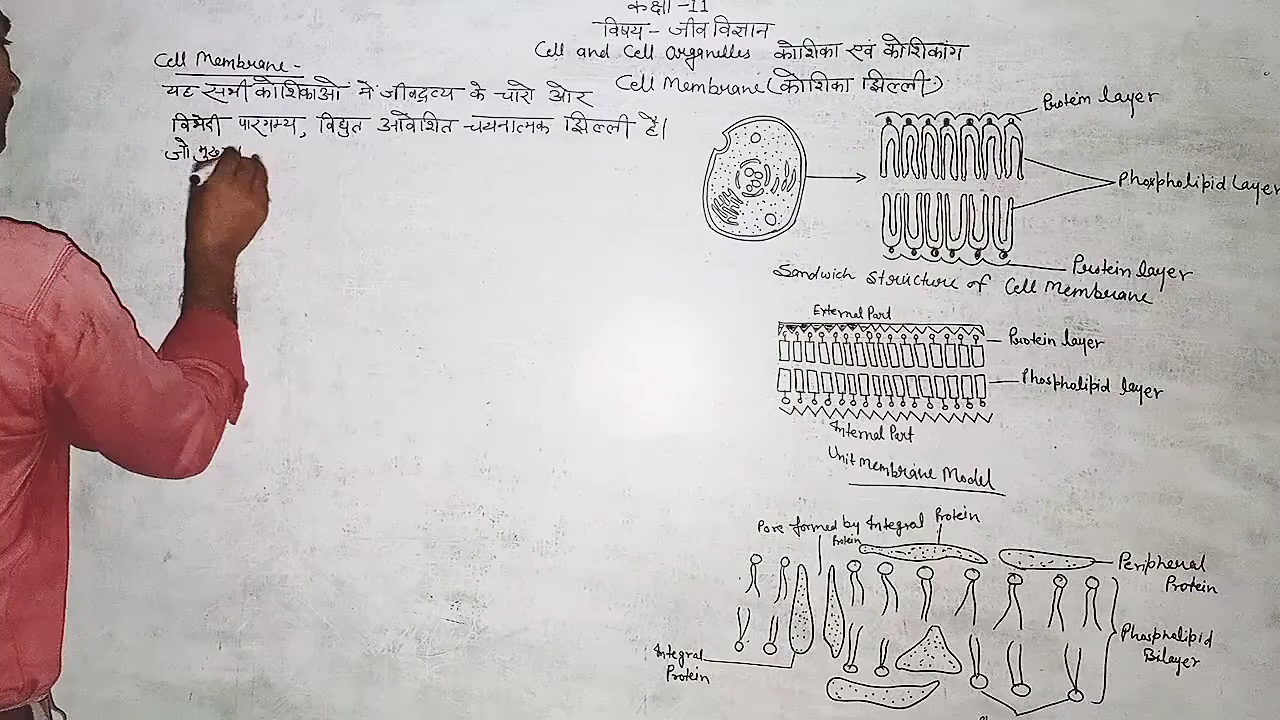 कक्षा -11
विषय - जीव विज्ञान
Cell and Cell Organelles कोशिका एवं कोशिकांग
Cell Membrane (कोशिका झिल्ली)
Cell Membrane -
यह सभी कोशिकाओं में जीवद्रव्य के चारो ओर
विभेदी पारगम्य, विद्युत आवेशित चयनात्मक झिल्ली है।
जो
Protein layer
Phospholipid Layer
Protein layer
Sandwich Structure of Cell Membrane
External Part
Protein layer
Phospholipid layer
Internal Part
Unit Membrane Model
Pore formed by Integral Protein
Protein
Peripheral
Protein
Phospholipid
Bilayer
Integral
Protein